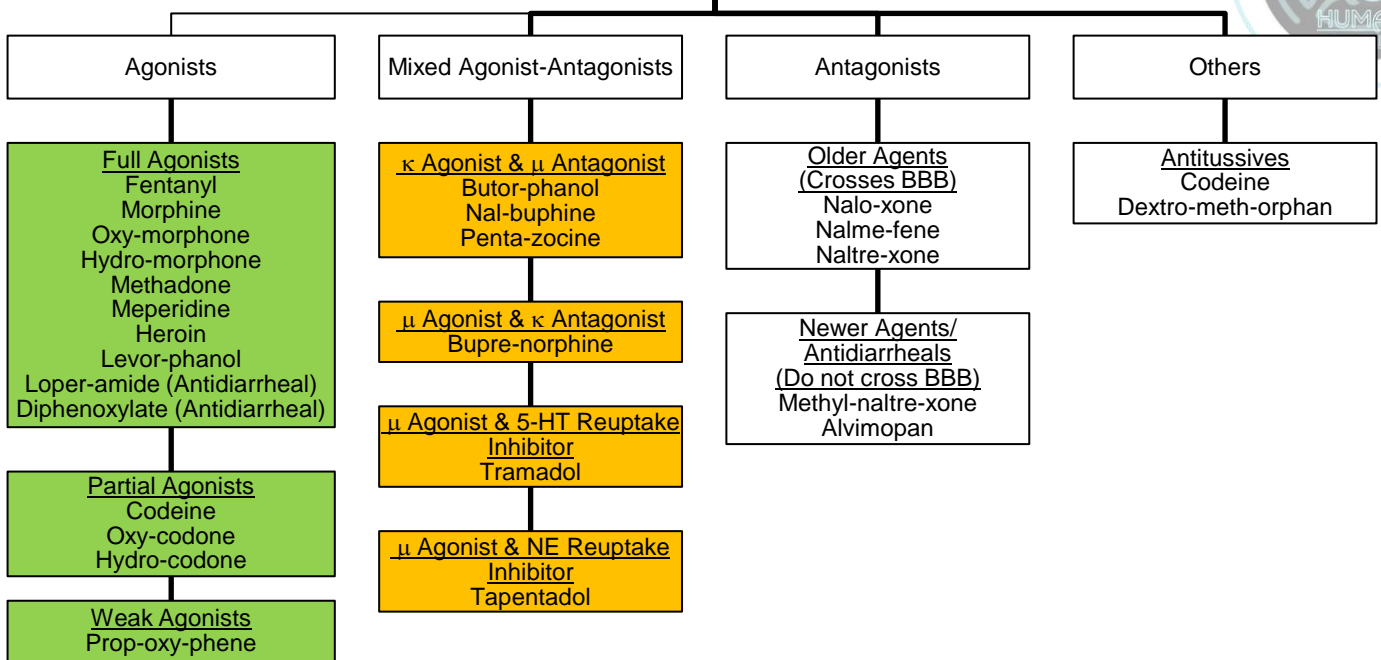 HUMA
Agonists
Full Agonists
Fentanyl
Morphine
Oxy-morphone
Hydro-morphone
Methadone
Meperidine
Heroin
Levor-phanol
Loper-amide (Antidiarrheal)
Diphenoxylate (Antidiarrheal)
Partial Agonists
Codeine
Oxy-codone
Hydro-codone
Weak Agonists
Prop-oxy-phene
Mixed Agonist-Antagonists
κ Agonist & μ Antagonist
Butor-phanol
Nal-buphine
Penta-zocine
μ Agonist & κ Antagonist
Bupre-norphine
μ Agonist & 5-HT Reuptake
Inhibitor
Tramadol
μ Agonist & NE Reuptake
Inhibitor
Tapentadol
Antagonists
Older Agents
(Crosses BBB)
Nalo-xone
Nalme-fene
Naltre-xone
Newer Agents/
Antidiarrheals
(Do not cross BBB)
Methyl-naltre-xone
Alvimopan
Others
Antitussives
Codeine
Dextro-meth-orphan